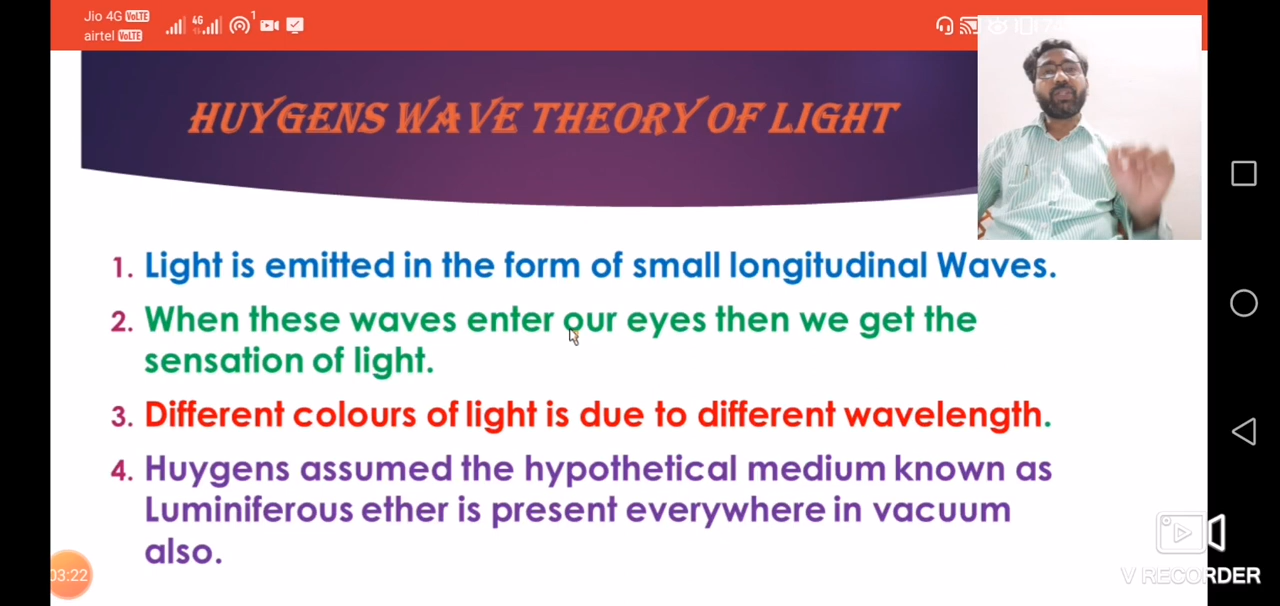 Jio 4G VoLTE
airtel VoLTE
4G
1
HUYGENS WAVE THEORY OF LIGHT
1. Light is emitted in the form of small longitudinal Waves.
2. When these waves enter our eyes then we get the
sensation of light.
3. Different colours of light is due to different wavelength.
4. Huygens assumed the hypothetical medium known as
Luminiferous ether is present everywhere in vacuum
also.
03:22
V RECORDER